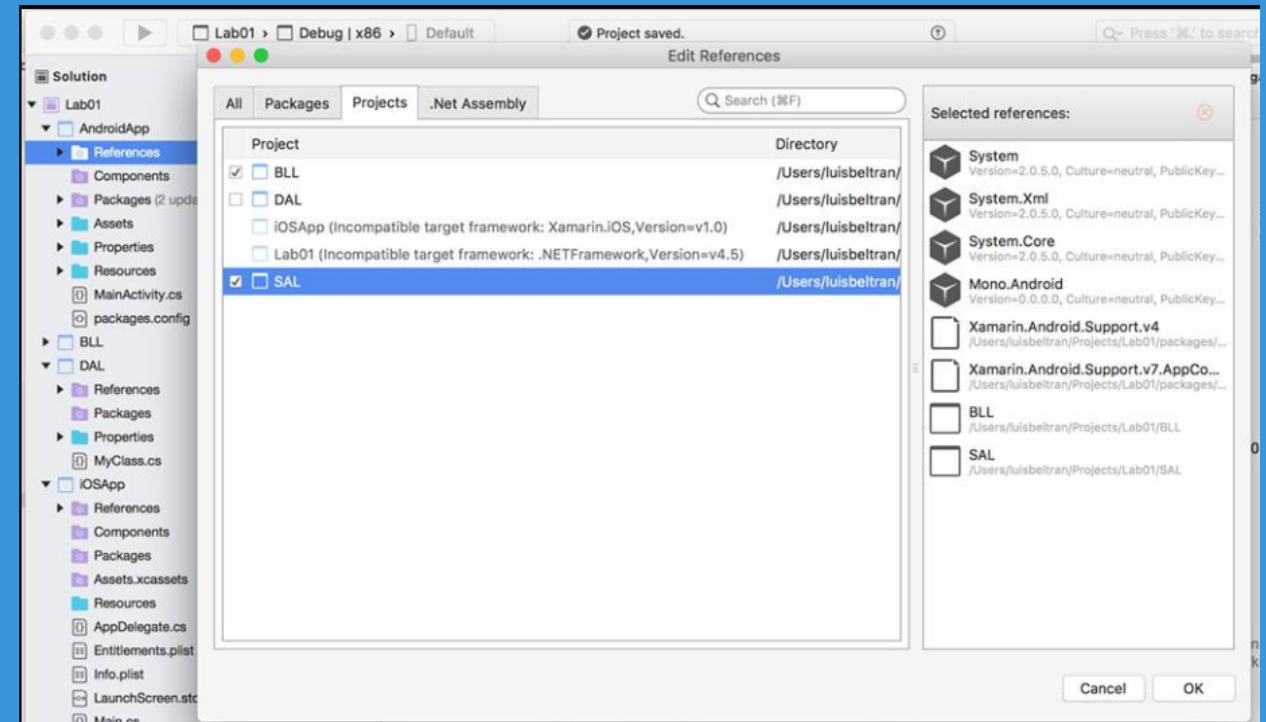 Lab01 › Debug | x86 › Default
Project saved.
Q Press '⌘.' to search
Edit References
Solution
Lab01
AndroidApp
References
Components
Packages (2 upda
Assets
Properties
Resources
MainActivity.cs
packages.config
BLL
DAL
References
Packages
Properties
MyClass.cs
iOSApp
References
Components
Packages
Assets.xcassets
Resources
AppDelegate.cs
Entitlements.plist
Info.plist
LaunchScreen.sto
Main.cs
All Packages Projects .Net Assembly
Search (⌘F)
Project Directory
BLL /Users/luisbeltran/
DAL /Users/luisbeltran/
iOSApp (Incompatible target framework: Xamarin.iOS,Version=v1.0) /Users/luisbeltran/
Lab01 (Incompatible target framework: .NETFramework,Version=v4.5) /Users/luisbeltran/
SAL /Users/luisbeltran/
Selected references:
System
Version=2.0.5.0, Culture=neutral, PublicKey...
System.Xml
Version=2.0.5.0, Culture=neutral, PublicKey...
System.Core
Version=2.0.5.0, Culture=neutral, PublicKey...
Mono.Android
Version=0.0.0.0, Culture=neutral, PublicKey...
Xamarin.Android.Support.v4
/Users/luisbeltran/Projects/Lab01/packages/...
Xamarin.Android.Support.v7.AppCo...
/Users/luisbeltran/Projects/Lab01/packages/...
BLL
/Users/luisbeltran/Projects/Lab01/BLL
SAL
/Users/luisbeltran/Projects/Lab01/SAL
Cancel OK